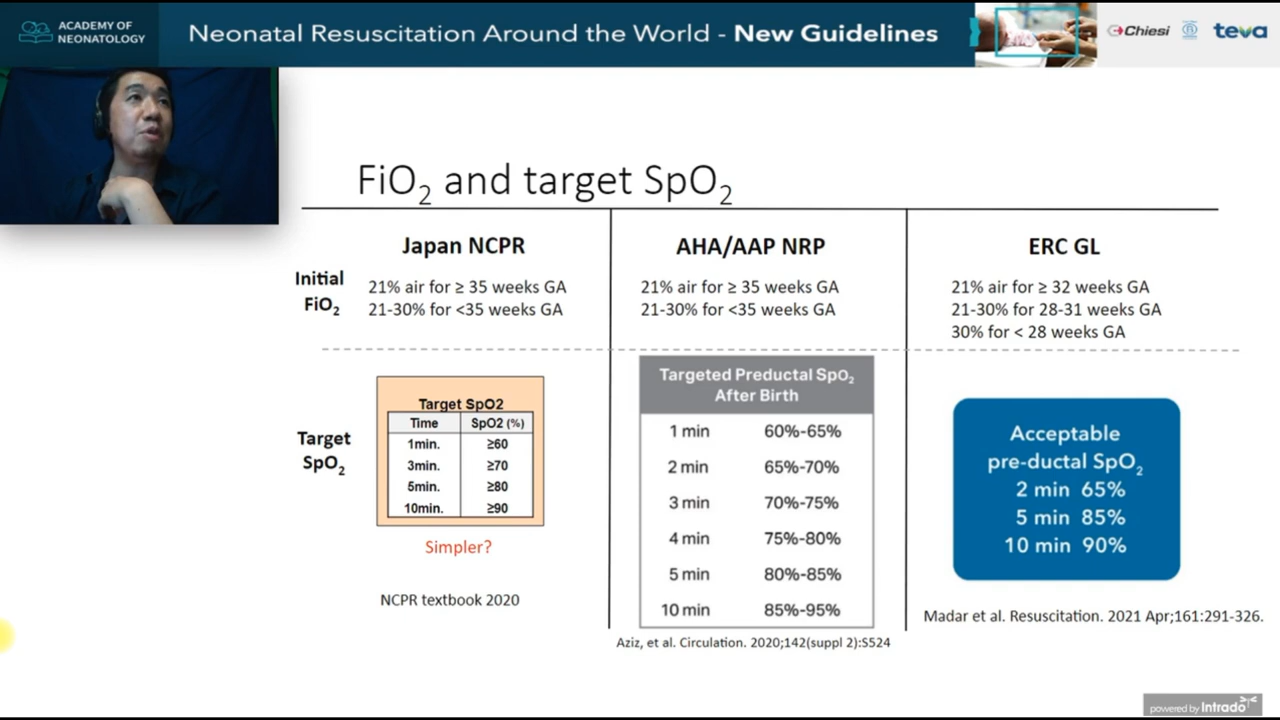 ACADEMY OF
NEONATOLOGY
Neonatal Resuscitation Around the World - New Guidelines
Chiesi
teva
FiO2 and target SpO2
Japan NCPR
AHA/AAP NRP
ERC GL
Initial
FiO2
21% air for ≥ 35 weeks GA
21-30% for <35 weeks GA
21% air for ≥ 35 weeks GA
21-30% for <35 weeks GA
21% air for ≥ 32 weeks GA
21-30% for 28-31 weeks GA
30% for < 28 weeks GA
Target
SpO2
Target SpO2
Time SpO2 (%)
1min. ≥60
3min. ≥70
5min. ≥80
10min. ≥90
Simpler?
NCPR textbook 2020
Targeted Preductal SpO2
After Birth
1 min 60%-65%
2 min 65%-70%
3 min 70%-75%
4 min 75%-80%
5 min 80%-85%
10 min 85%-95%
Aziz, et al. Circulation. 2020;142(suppl 2):S524
Acceptable
pre-ductal SpO2
2 min 65%
5 min 85%
10 min 90%
Madar et al. Resuscitation. 2021 Apr;161:291-326.
powered by Intrado